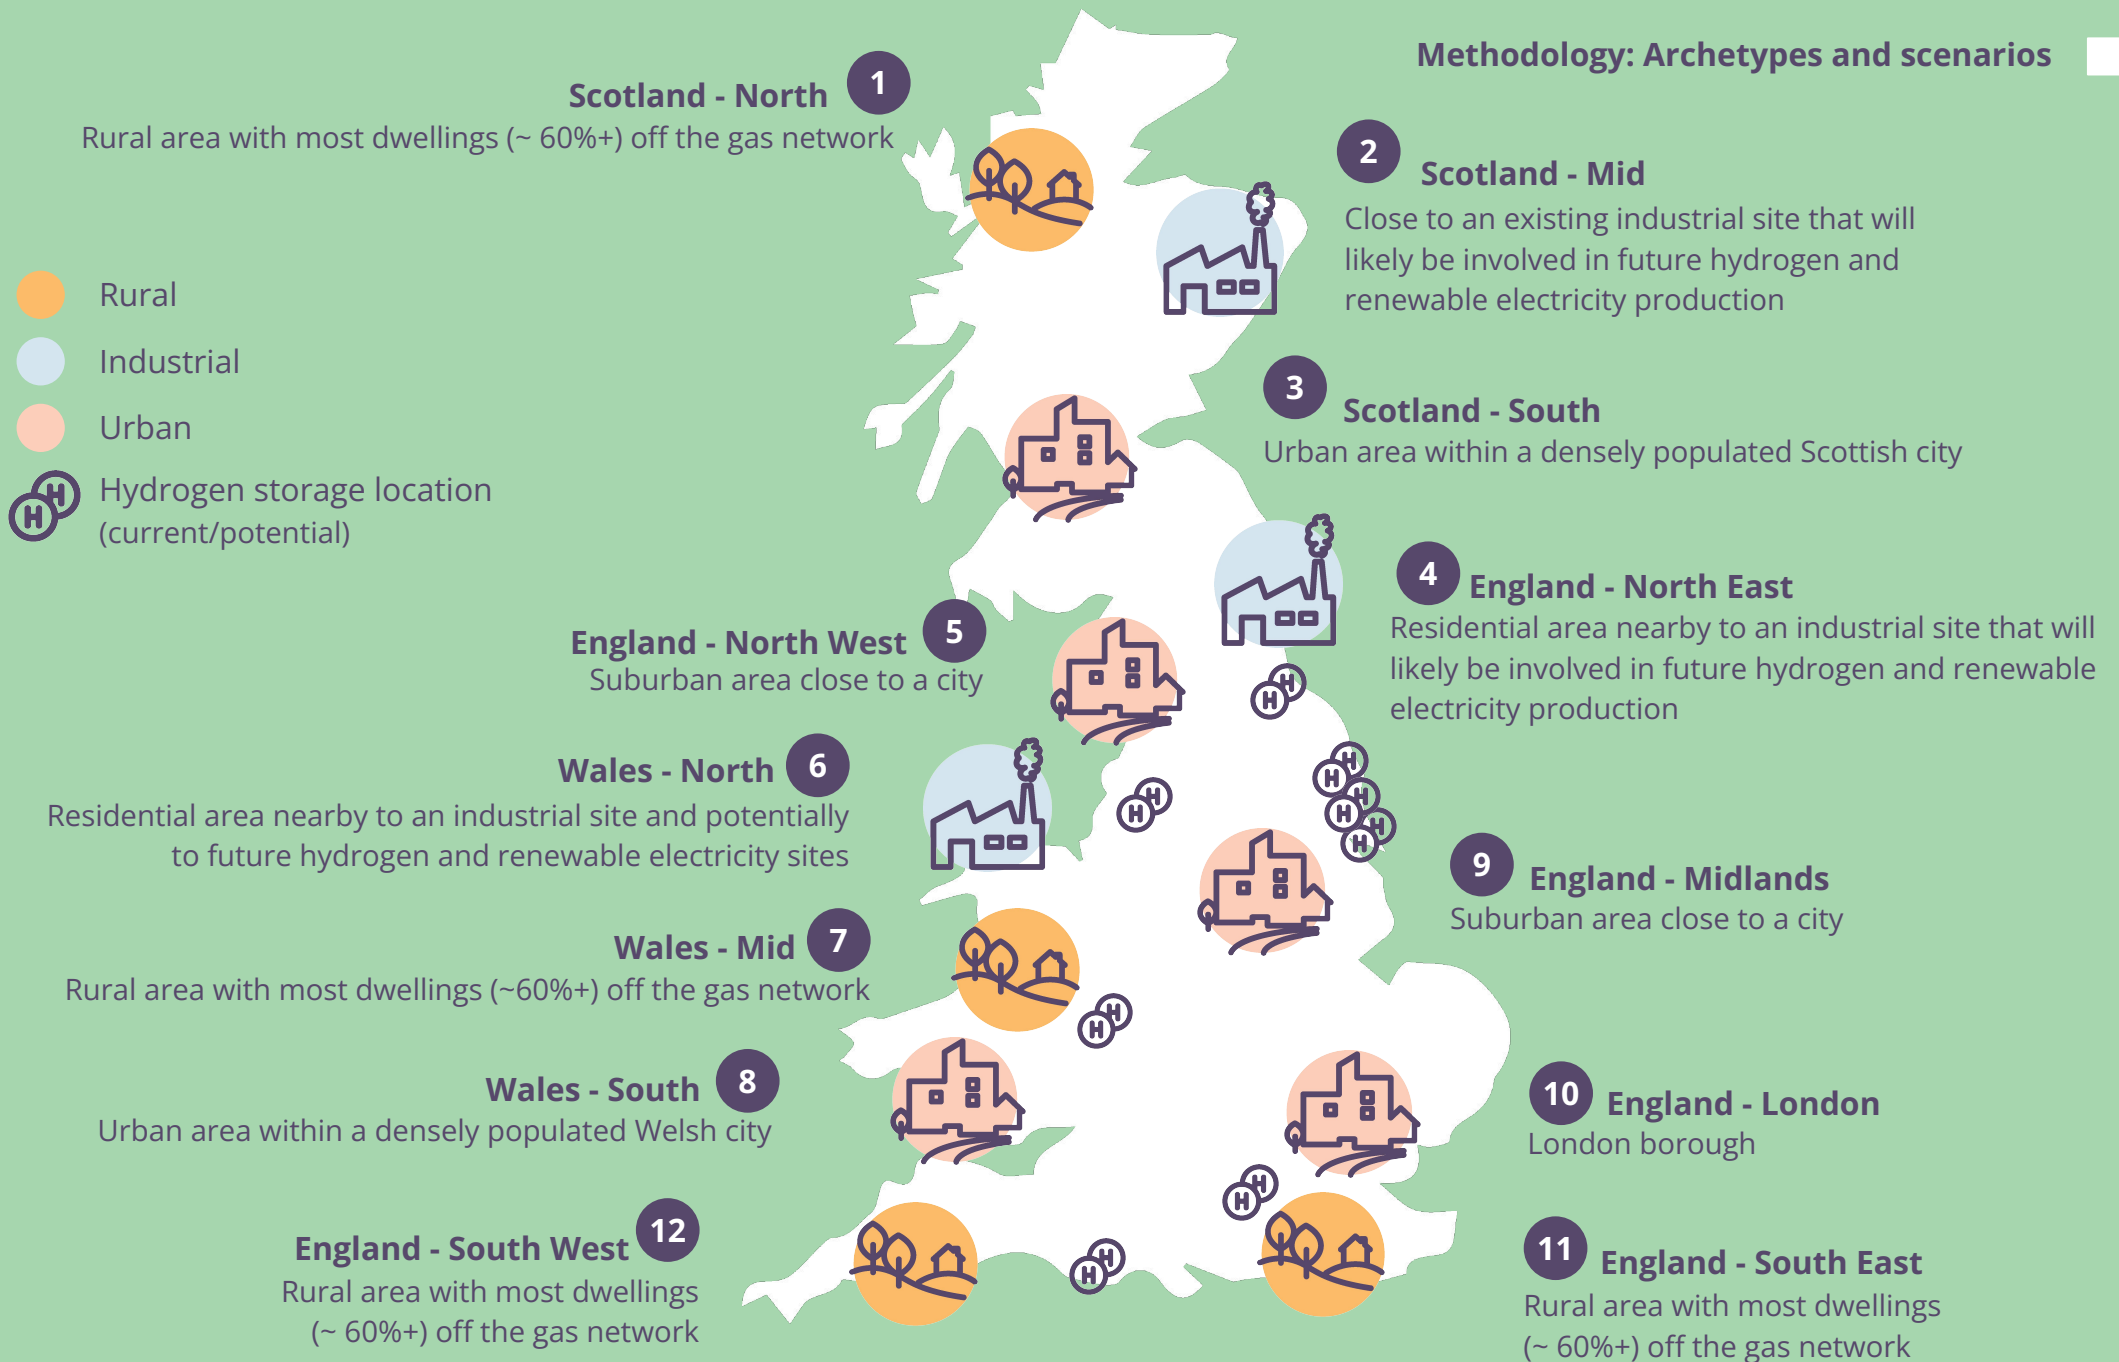 Methodology: Archetypes and scenarios
1
Scotland - North
Rural area with most dwellings (~ 60%+) off the gas network
2
Scotland - Mid
Close to an existing industrial site that will
likely be involved in future hydrogen and
renewable electricity production
Rural
Industrial
Urban
H H Hydrogen storage location
(current/potential)
3
Scotland - South
Urban area within a densely populated Scottish city
4
England - North East
Residential area nearby to an industrial site that will
likely be involved in future hydrogen and renewable
electricity production
5
England - North West
Suburban area close to a city
6
Wales - North
Residential area nearby to an industrial site and potentially
to future hydrogen and renewable electricity sites
7
Wales - Mid
Rural area with most dwellings (~60%+) off the gas network
8
Wales - South
Urban area within a densely populated Welsh city
9
England - Midlands
Suburban area close to a city
10
England - London
London borough
11
England - South East
Rural area with most dwellings
(~ 60%+) off the gas network
12
England - South West
Rural area with most dwellings
(~ 60%+) off the gas network
H H
H H
H H
H H
H H
H H
H H
H H